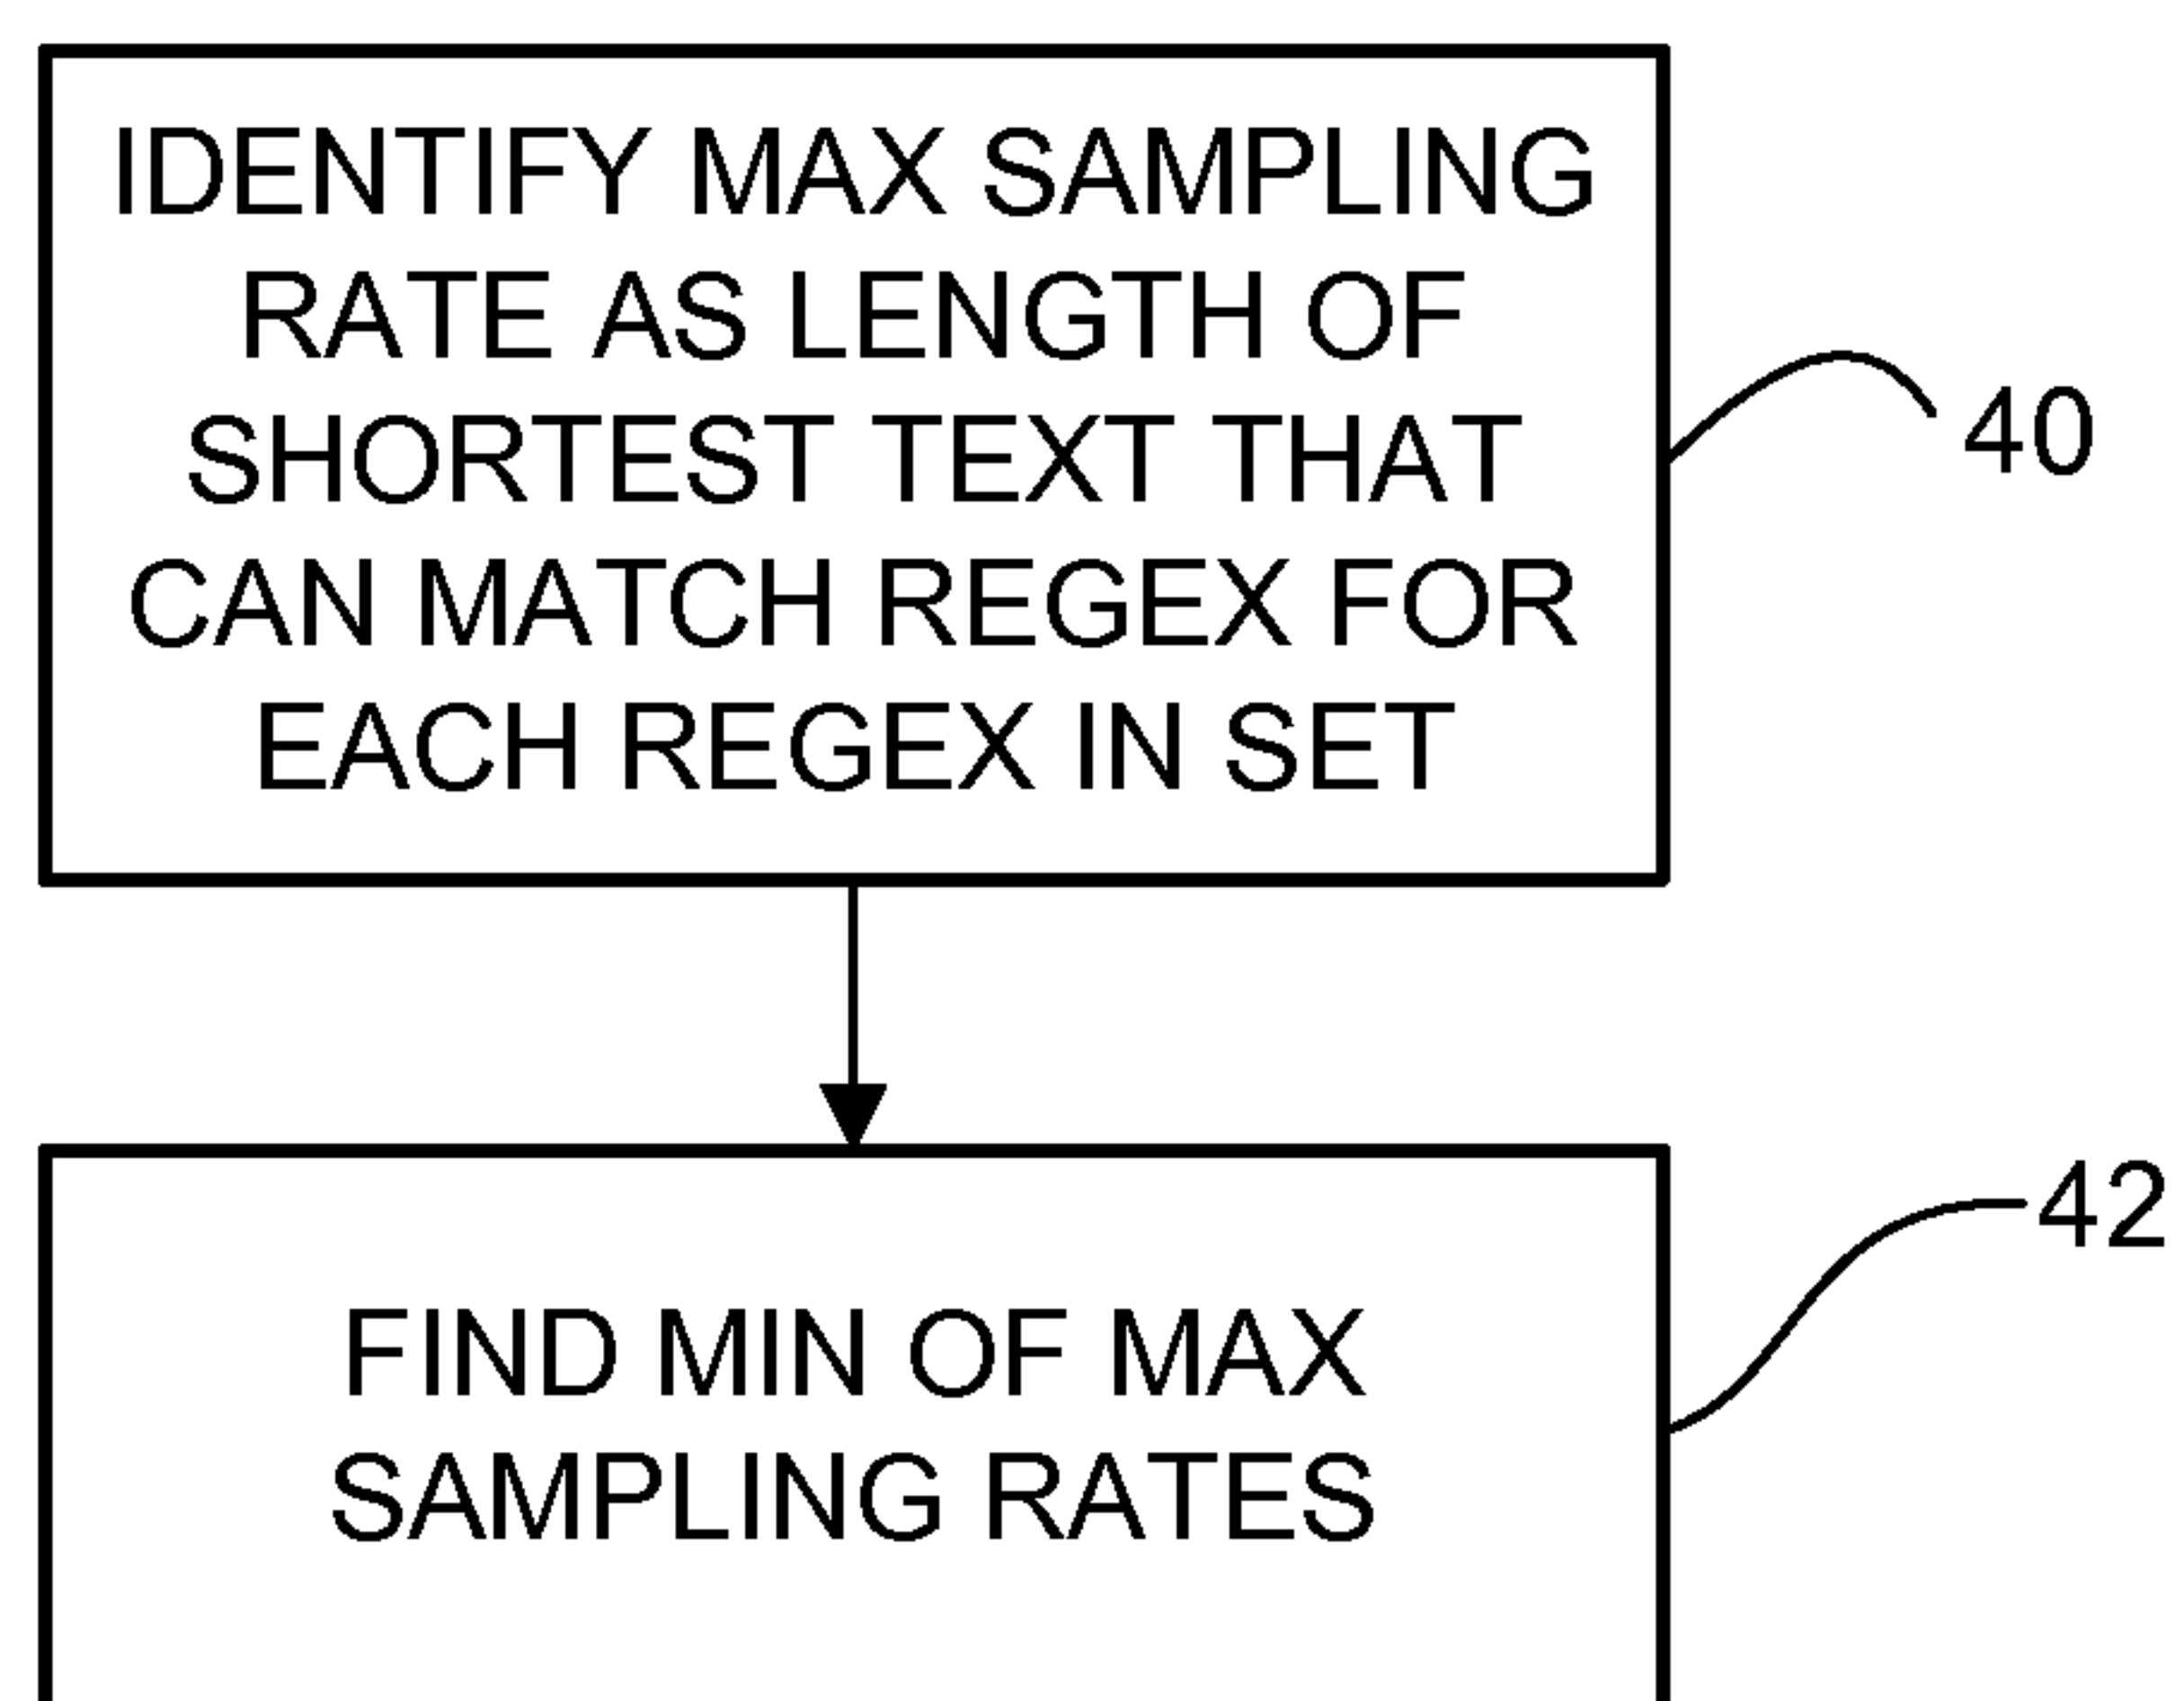 IDENTIFY MAX SAMPLING
RATE AS LENGTH OF
SHORTEST TEXT THAT
CAN MATCH REGEX FOR
EACH REGEX IN SET
40
42
FIND MIN OF MAX
SAMPLING RATES